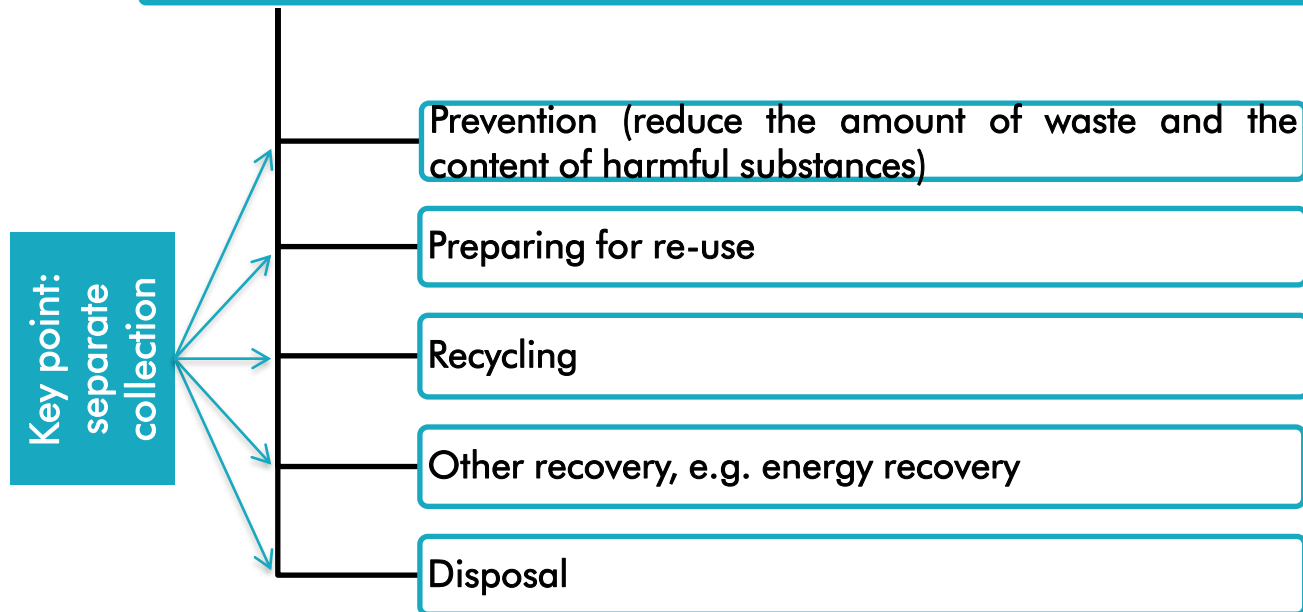 Prevention (reduce the amount of waste and the
content of harmful substances)
Preparing for re-use
Key point:
separate
collection
Recycling
Other recovery, e.g. energy recovery
Disposal